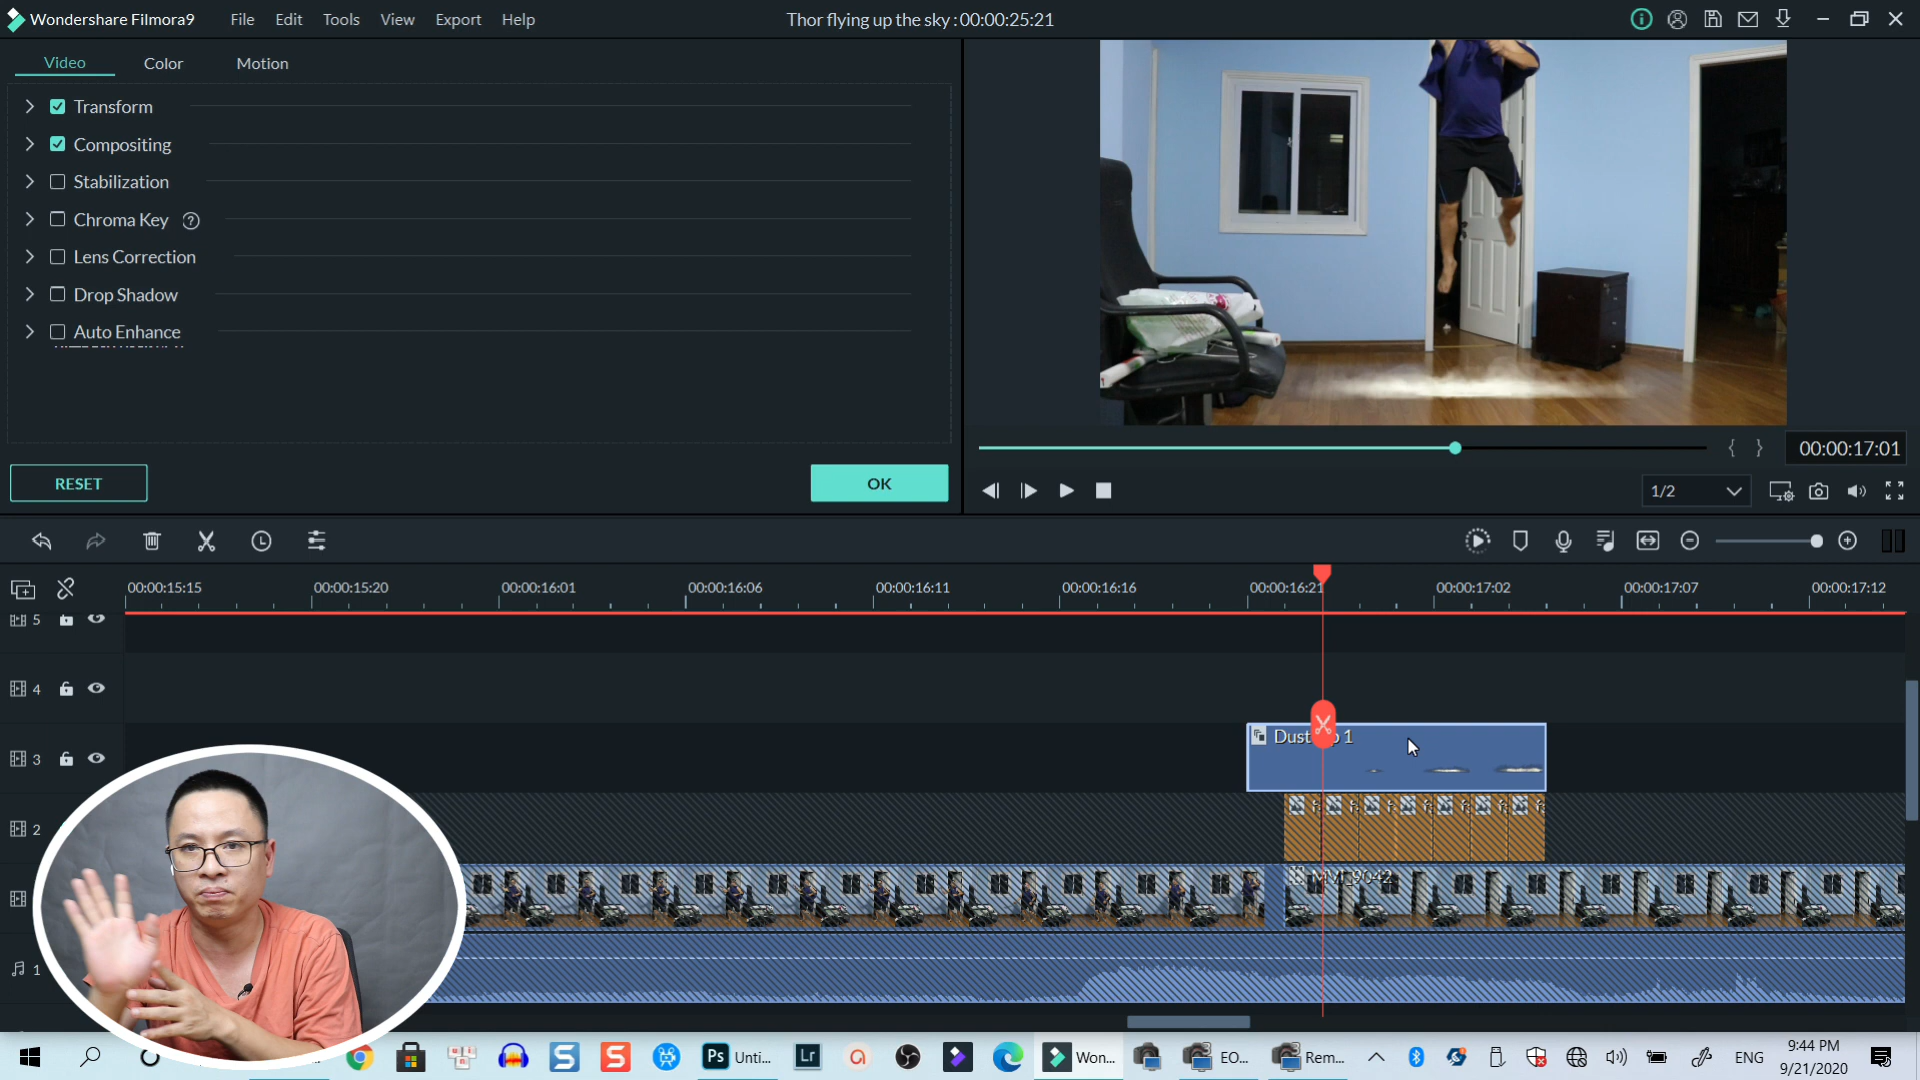 Wondershare Filmora9 File Edit Tools View Export Help Thor flying up the sky : 00:00:25:21
Video Color Motion
Transform
Compositing
Stabilization
Chroma Key ?
Lens Correction
Drop Shadow
Auto Enhance
RESET OK
{ } 00:00:17:01
1/2
00:00:15:15 00:00:15:20 00:00:16:01 00:00:16:06 00:00:16:11 00:00:16:16 00:00:16:21 00:00:17:02 00:00:17:07 00:00:17:12
5
4
3
1
2
1
Ps Unti... Lr Won... EO... Rem... ENG 9:44 PM
9/21/2020